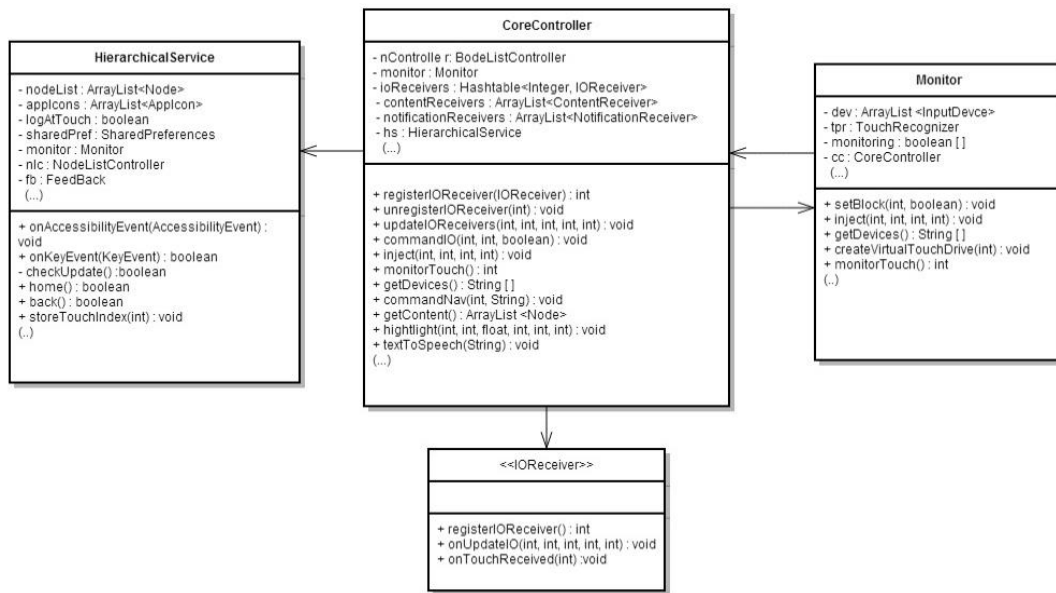 HierarchicalService
- nodeList : ArrayList<Node>
- appIcons : ArrayList<AppIcon>
- logAtTouch : boolean
- sharedPref : SharedPreferences
- monitor : Monitor
- nlc : NodeListController
- fb : FeedBack
(...)
+ onAccessibilityEvent(AccessibilityEvent) :
void
+ onKeyEvent(KeyEvent) : boolean
- checkUpdate() :boolean
+ home() : boolean
+ back() : boolean
+ storeTouchIndex(int) : void
(..)
CoreController
- nControlle r: BodeListController
- monitor : Monitor
- ioReceivers : Hashtable<Integer, IOReceiver>
- contentReceivers : ArrayList<ContentReceiver>
- notificationReceivers : ArrayList<NotificationReceiver>
- hs : HierarchicalService
(...)
+ registerIOReceiver(IOReceiver) : int
+ unregisterIOReceiver(int) : void
+ updateIOReceivers(int, int, int, int, int) : void
+ commandIO(int, int, boolean) : void
+ inject(int, int, int, int) : void
+ monitorTouch() : int
+ getDevices() : String [ ]
+ commandNav(int, String) : void
+ getContent() : ArrayList <Node>
+ hightlight(int, int, float, int, int, int) : void
+ textToSpeech(String) : void
(...)
Monitor
- dev : ArrayList <InputDevce>
- tpr : TouchRecognizer
- monitoring : boolean [ ]
- cc : CoreController
(...)
+ setBlock(int, boolean) : void
+ inject(int, int, int, int) : void
+ getDevices() : String [ ]
+ createVirtualTouchDrive(int) : void
+ monitorTouch() : int
(..)
<<IOReceiver>>
+ registerIOReceiver() : int
+ onUpdateIO(int, int, int, int, int) : void
+ onTouchReceived(int) :void